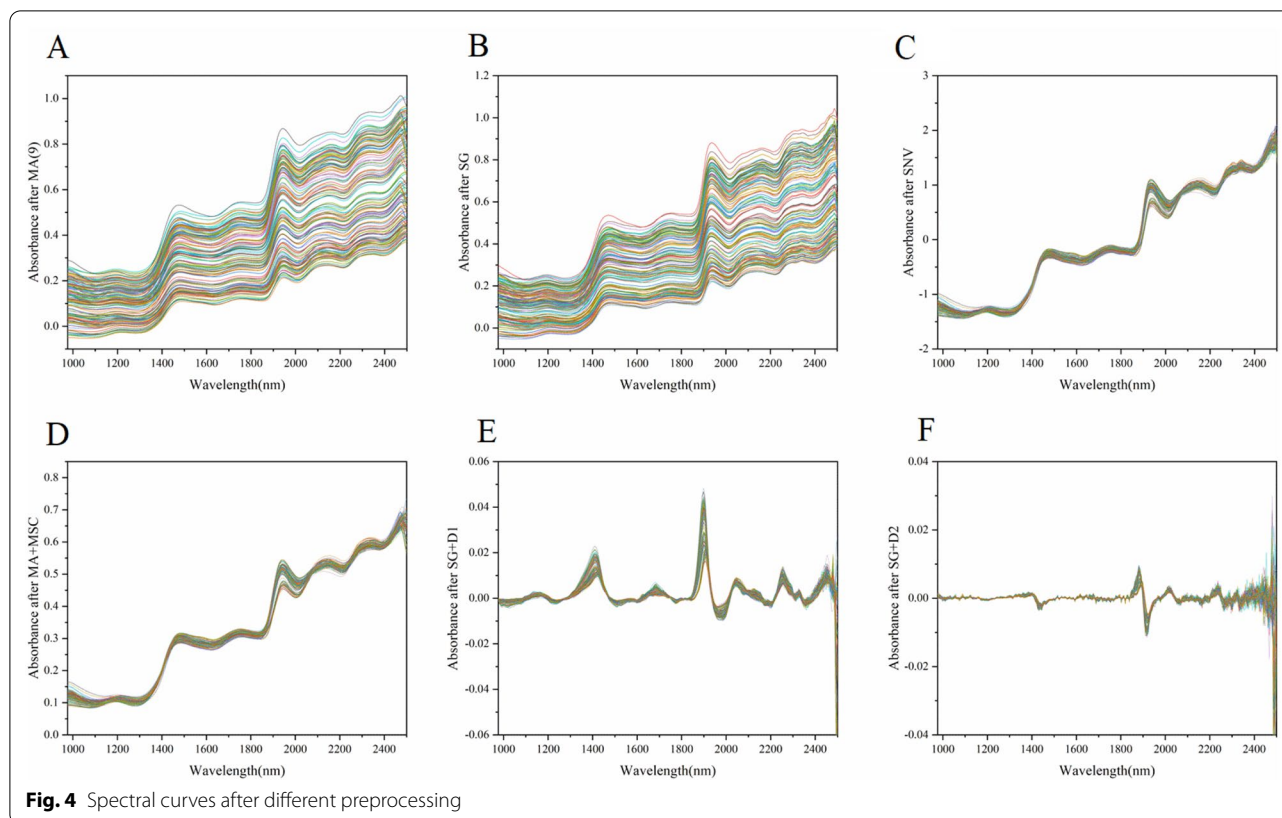 A
Absorbance after MA(9)
1.0
0.8
0.6
0.4
0.2
0.0
1000 1200 1400 1600 1800 2000 2200 2400
Wavelength(nm)
B
Absorbance after SG
1.2
1.0
0.8
0.6
0.4
0.2
0.0
1000 1200 1400 1600 1800 2000 2200 2400
Wavelength(nm)
C
Absorbance after SNV
3
2
1
0
-1
-2
1000 1200 1400 1600 1800 2000 2200 2400
Wavelength(nm)
D
Absorbance after MA+MSC
0.8
0.7
0.6
0.5
0.4
0.3
0.2
0.1
0.0
1000 1200 1400 1600 1800 2000 2200 2400
Wavelength(nm)
E
Absorbance after SG+D1
0.06
0.04
0.02
0.00
-0.02
-0.04
-0.06
1000 1200 1400 1600 1800 2000 2200 2400
Wavelength(nm)
F
Absorbance after SG+D2
0.04
0.02
0.00
-0.02
-0.04
1000 1200 1400 1600 1800 2000 2200 2400
Wavelength(nm)
Fig. 4 Spectral curves after different preprocessing